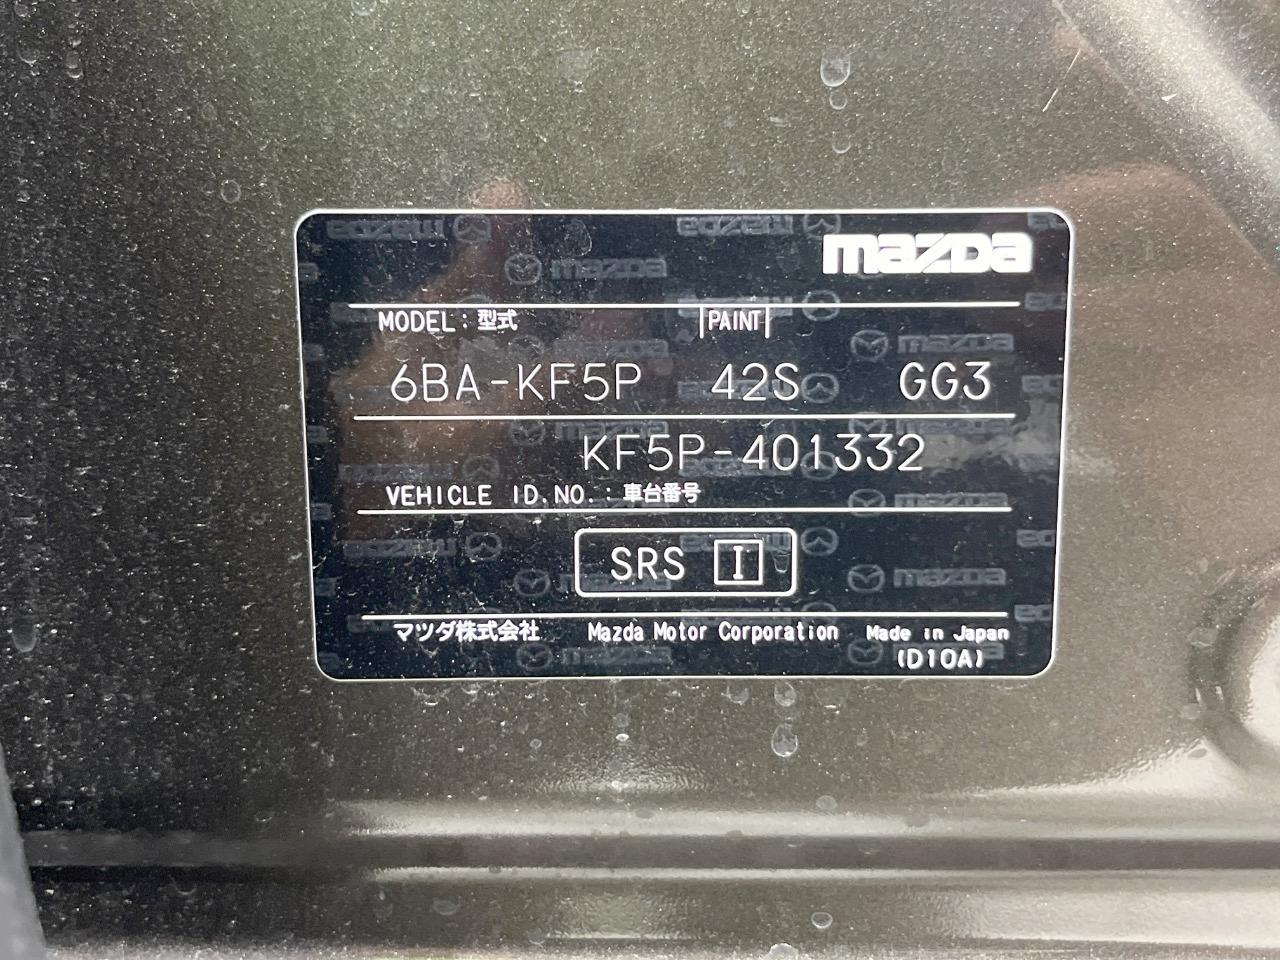 mazda
MODEL: 型式 PAINT
6BA-KF5P 42S GG3
KF5P-401332
VEHICLE ID.NO.: 車台番号
SRS I
マツダ株式会社 Mazda Motor Corporation Made in Japan
(D10A)